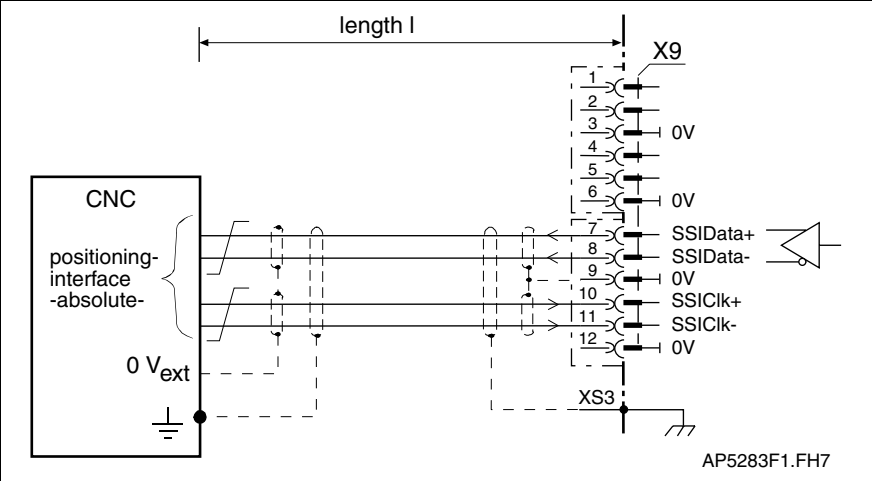 length l
X9
1
2
3 0V
4
5
6 0V
CNC
7 SSIData+
positioning-
interface
-absolute-
8 SSIData-
9 0V
10 SSIClk+
11 SSIClk-
12 0V
0 Vext
XS3
AP5283F1.FH7